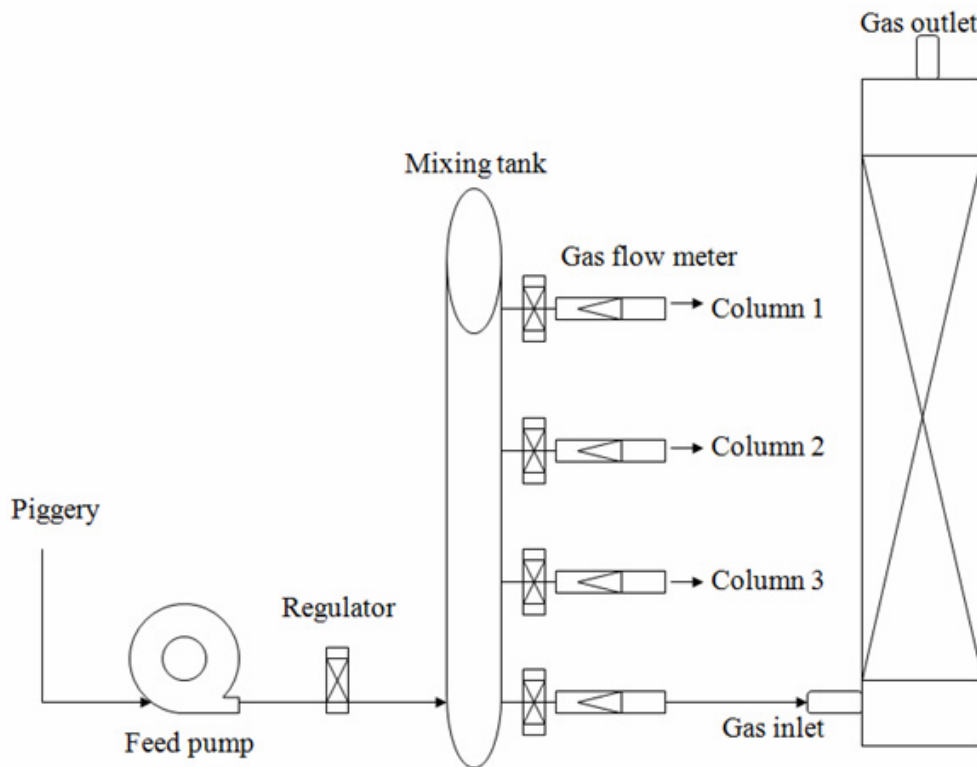 Gas outlet
Mixing tank
Gas flow meter
Column 1
Column 2
Piggery
Column 3
Regulator
Gas inlet
Feed pump